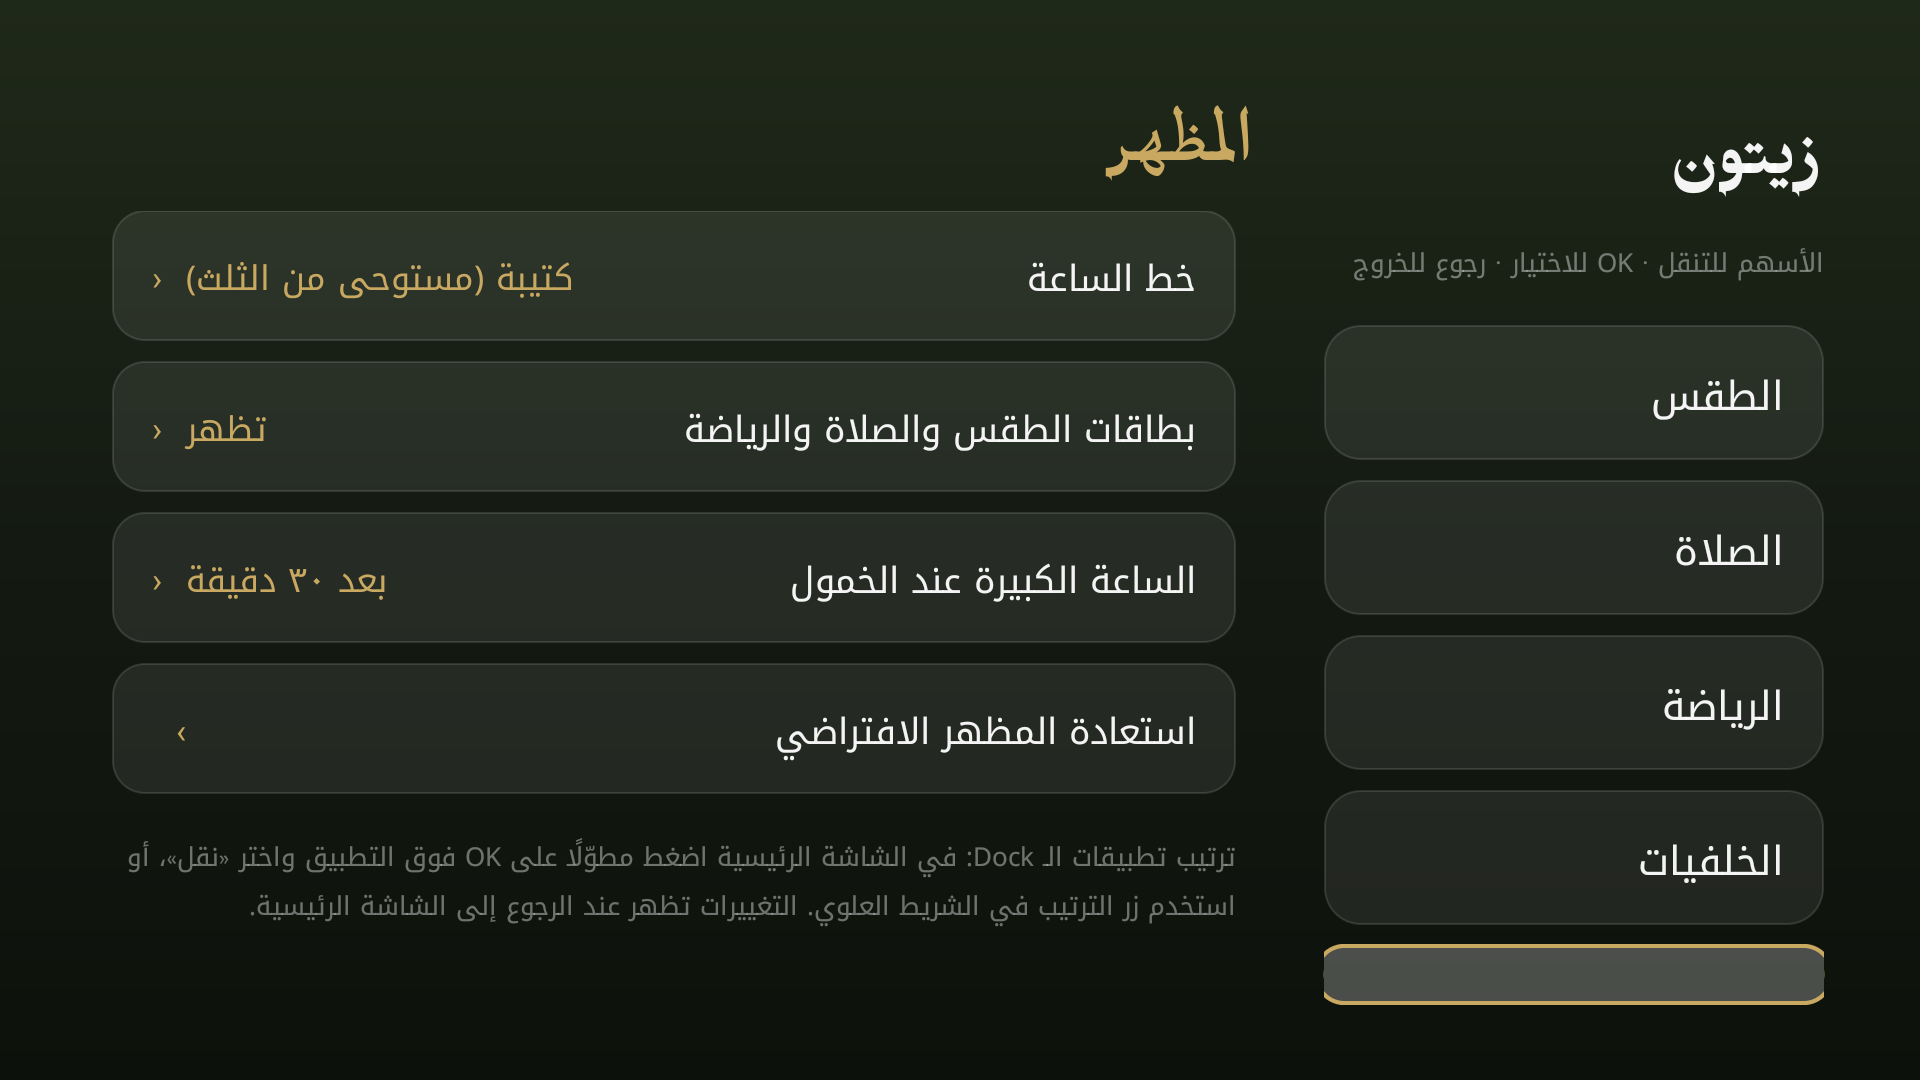 زيتون
الأسهم للتنقل · OK للاختيار · رجوع للخروج
الطقس
الصلاة
الرياضة
الخلفيات
المظهر
خط الساعة
كتيبة (مستوحى من الثلث) ‹
بطاقات الطقس والصلاة والرياضة
تظهر ‹
الساعة الكبيرة عند الخمول
بعد ٣٠ دقيقة ‹
استعادة المظهر الافتراضي
‹
ترتيب تطبيقات الـ Dock: في الشاشة الرئيسية اضغط مطوّلًا على OK فوق التطبيق واختر «نقل»، أو
استخدم زر الترتيب في الشريط العلوي. التغييرات تظهر عند الرجوع إلى الشاشة الرئيسية.